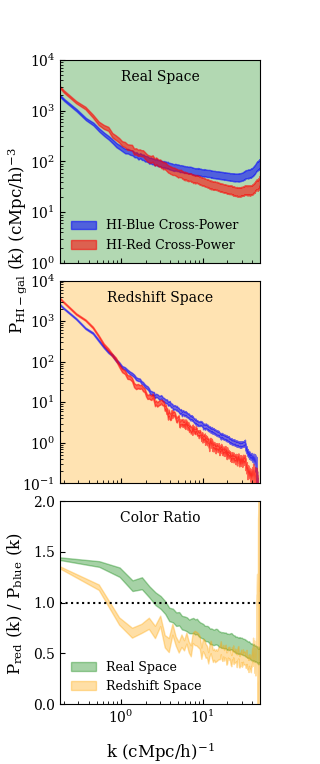 10⁴
Real Space
10³
10²
10¹
HI-Blue Cross-Power
HI-Red Cross-Power
10⁰
P_HI−gal (k) (cMpc/h)⁻³
10⁴
Redshift Space
10³
10²
10¹
10⁰
10⁻¹
2.0
Color Ratio
1.5
1.0
0.5
Real Space
Redshift Space
0.0
P_red (k) / P_blue (k)
10⁰ 10¹
k (cMpc/h)⁻¹